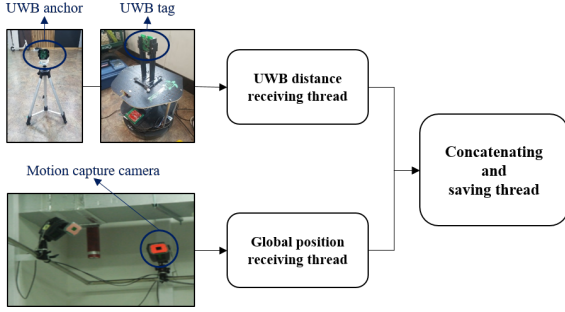 UWB anchor
UWB tag
UWB distance
receiving thread
Concatenating
and
saving thread
Motion capture camera
Global position
receiving thread